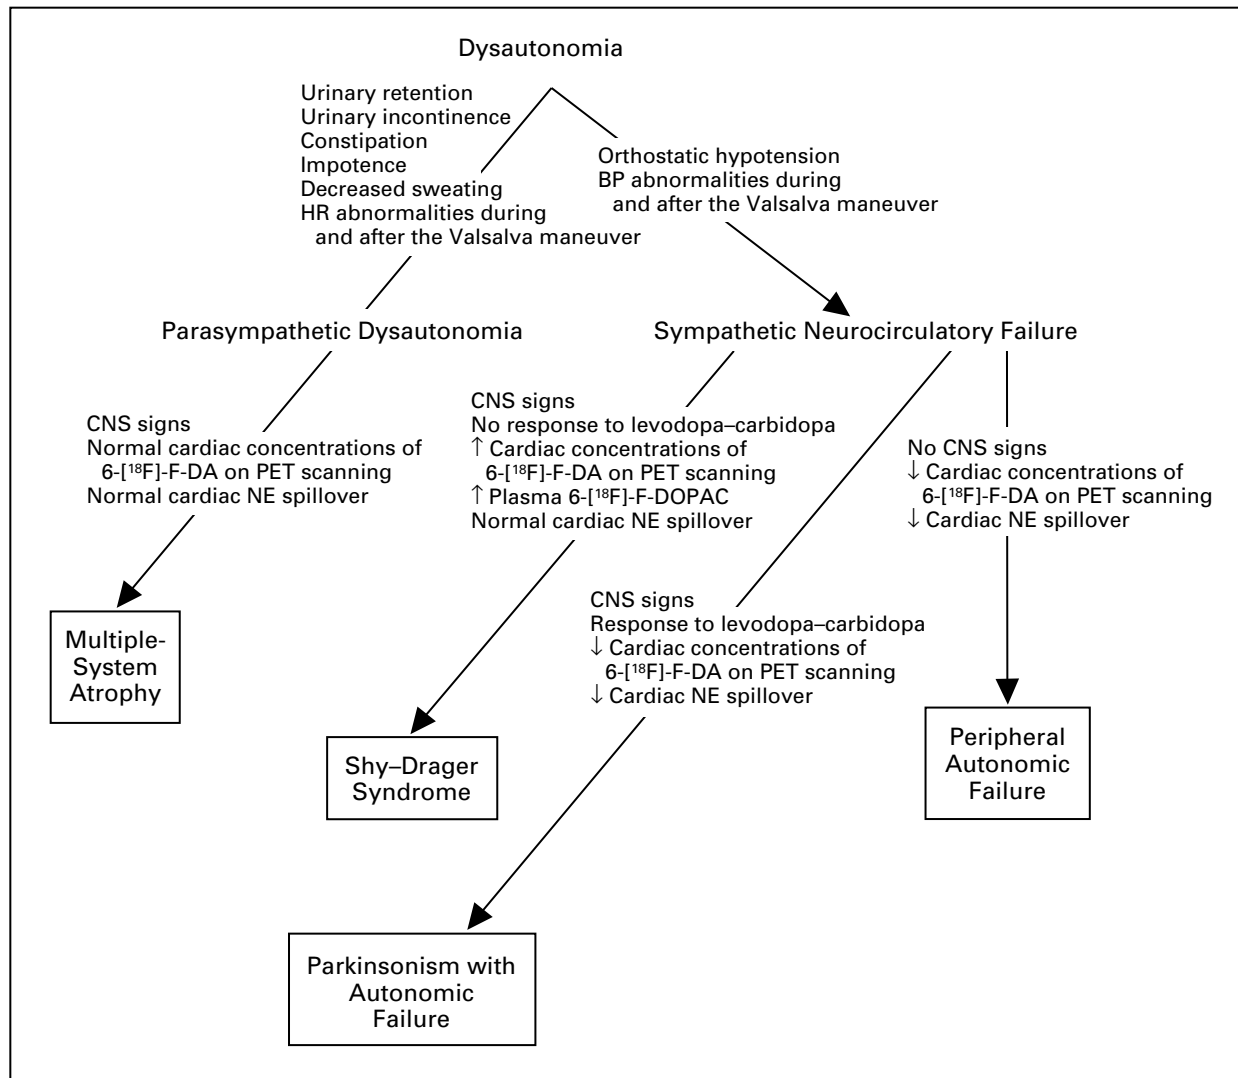 Dysautonomia
Urinary retention
Urinary incontinence
Constipation
Impotence
Decreased sweating
HR abnormalities during
and after the Valsalva maneuver
Orthostatic hypotension
BP abnormalities during
and after the Valsalva maneuver
Parasympathetic Dysautonomia
Sympathetic Neurocirculatory Failure
CNS signs
Normal cardiac concentrations of
6-[¹⁸F]-F-DA on PET scanning
Normal cardiac NE spillover
CNS signs
No response to levodopa–carbidopa
↑ Cardiac concentrations of
6-[¹⁸F]-F-DA on PET scanning
↑ Plasma 6-[¹⁸F]-F-DOPAC
Normal cardiac NE spillover
No CNS signs
↓ Cardiac concentrations of
6-[¹⁸F]-F-DA on PET scanning
↓ Cardiac NE spillover
CNS signs
Response to levodopa–carbidopa
↓ Cardiac concentrations of
6-[¹⁸F]-F-DA on PET scanning
↓ Cardiac NE spillover
Multiple-
System
Atrophy
Shy–Drager
Syndrome
Peripheral
Autonomic
Failure
Parkinsonism with
Autonomic
Failure